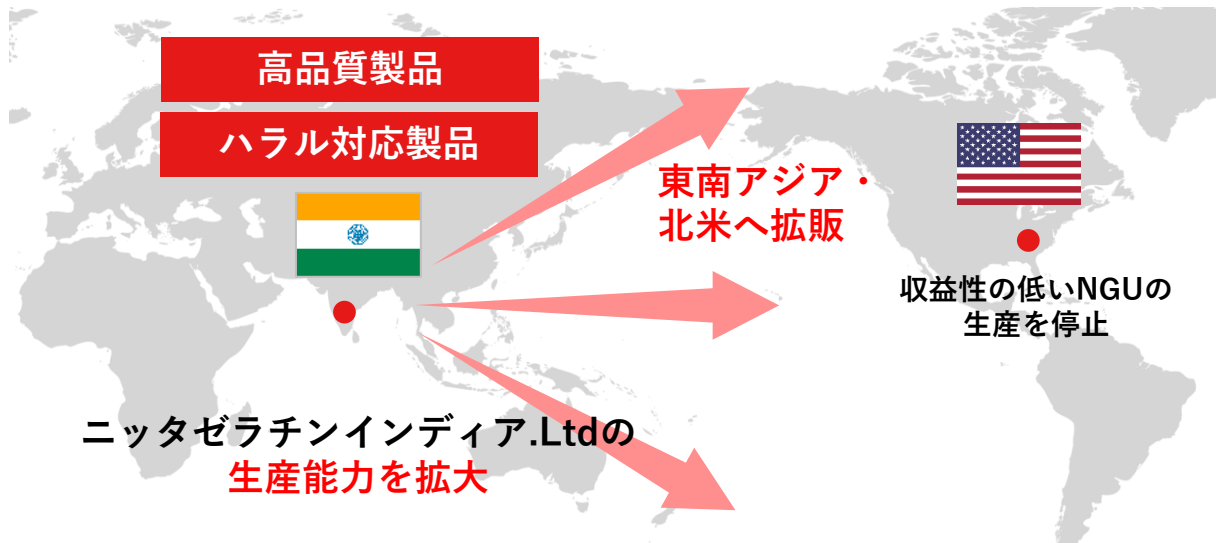 高品質製品
ハラル対応製品
東南アジア・
北米へ拡販
収益性の低いNGUの
生産を停止
ニッタゼラチンインディア.Ltdの
生産能力を拡大